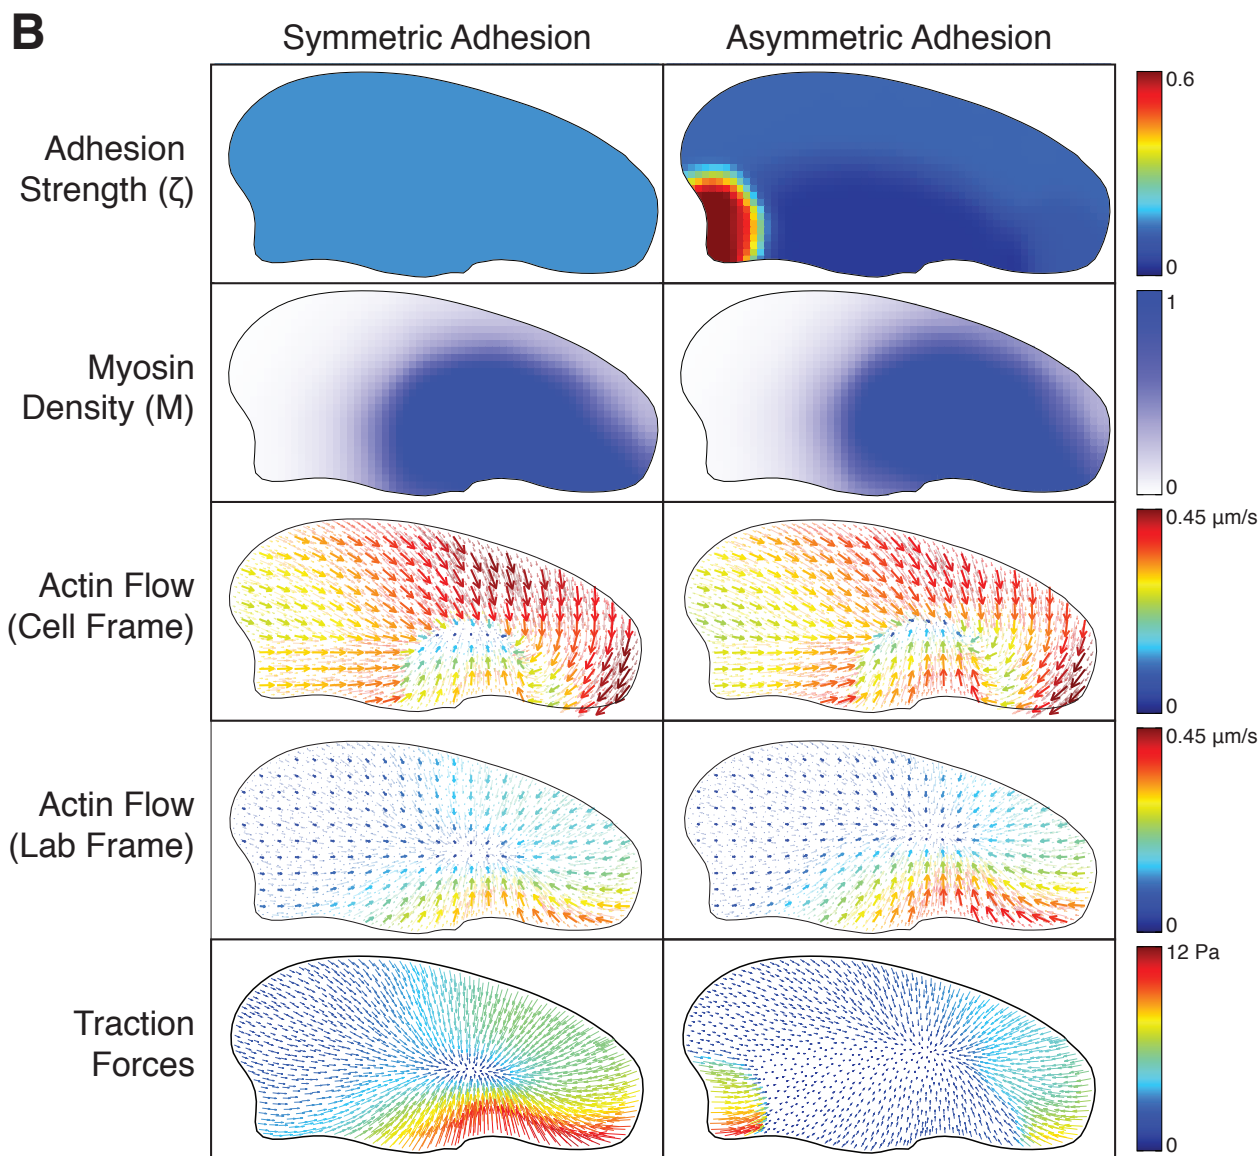 B
Symmetric Adhesion
Asymmetric Adhesion
Adhesion
Strength (ζ)
0.6
0
Myosin
Density (M)
1
0
Actin Flow
(Cell Frame)
0.45 μm/s
0
Actin Flow
(Lab Frame)
0.45 μm/s
0
Traction
Forces
12 Pa
0